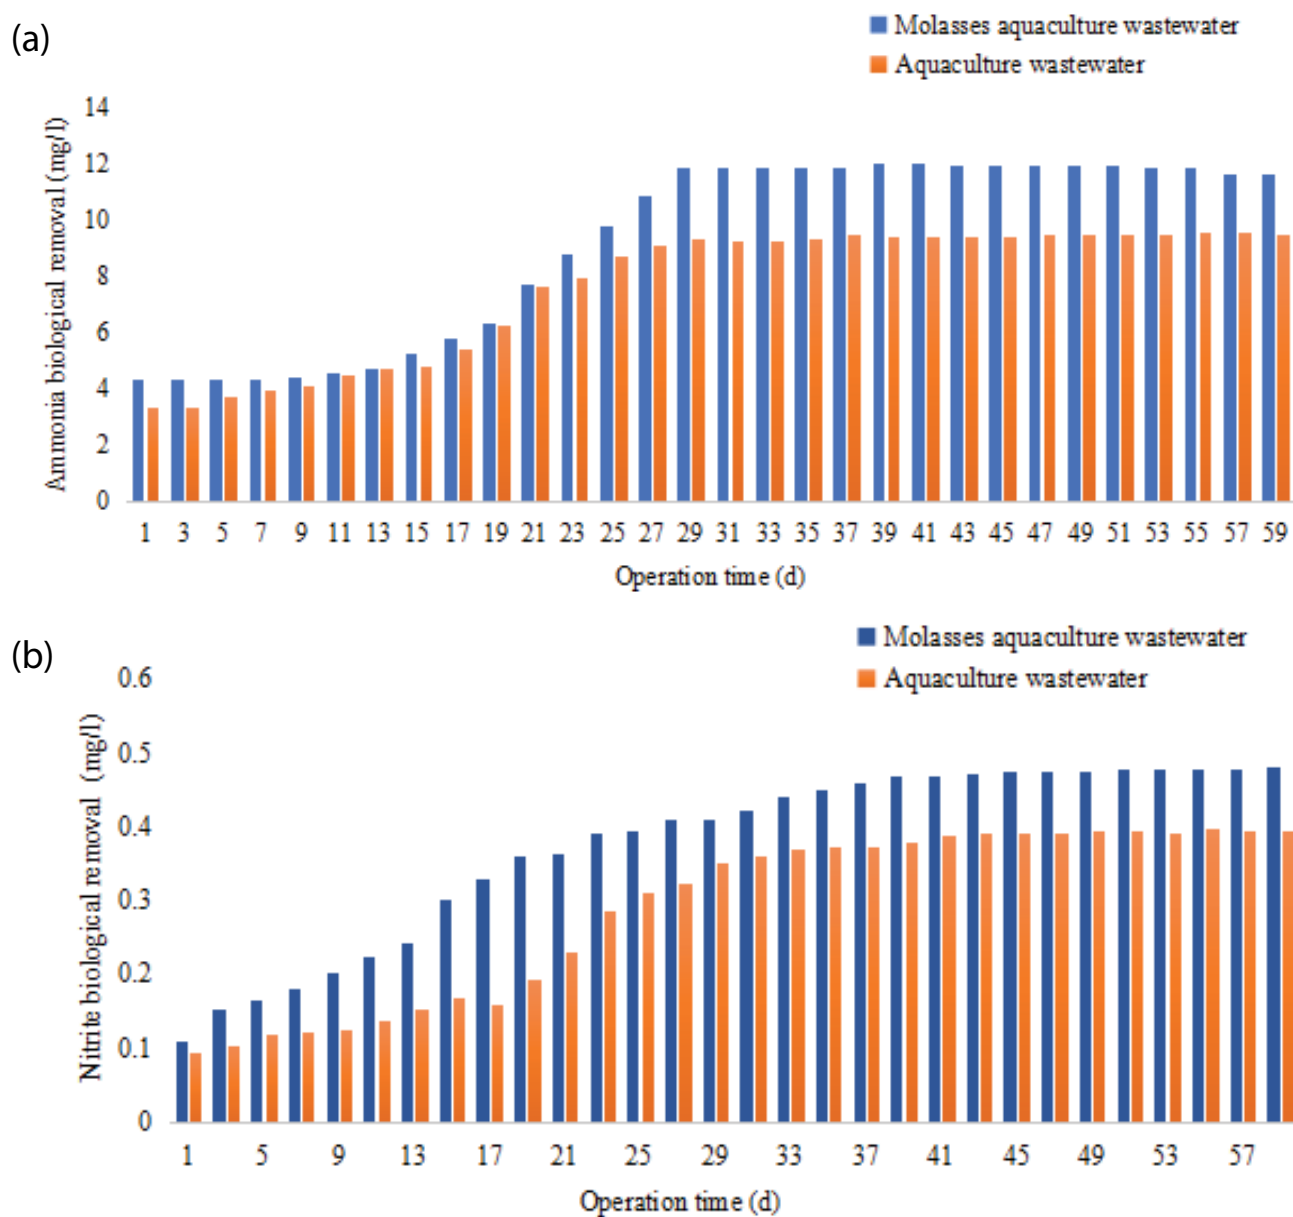 (a)
Molasses aquaculture wastewater
Aquaculture wastewater
Ammonia biological removal (mg/l)
14
12
10
8
6
4
2
0
1 3 5 7 9 11 13 15 17 19 21 23 25 27 29 31 33 35 37 39 41 43 45 47 49 51 53 55 57 59
Operation time (d)
(b)
Molasses aquaculture wastewater
Aquaculture wastewater
Nitrite biological removal (mg/l)
0.6
0.5
0.4
0.3
0.2
0.1
0
1 5 9 13 17 21 25 29 33 37 41 45 49 53 57
Operation time (d)